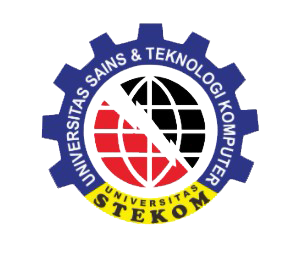 UNIVERSITAS SAINS & TEKNOLOGI KOMPUTER
UNIVERSITAS
STEKOM